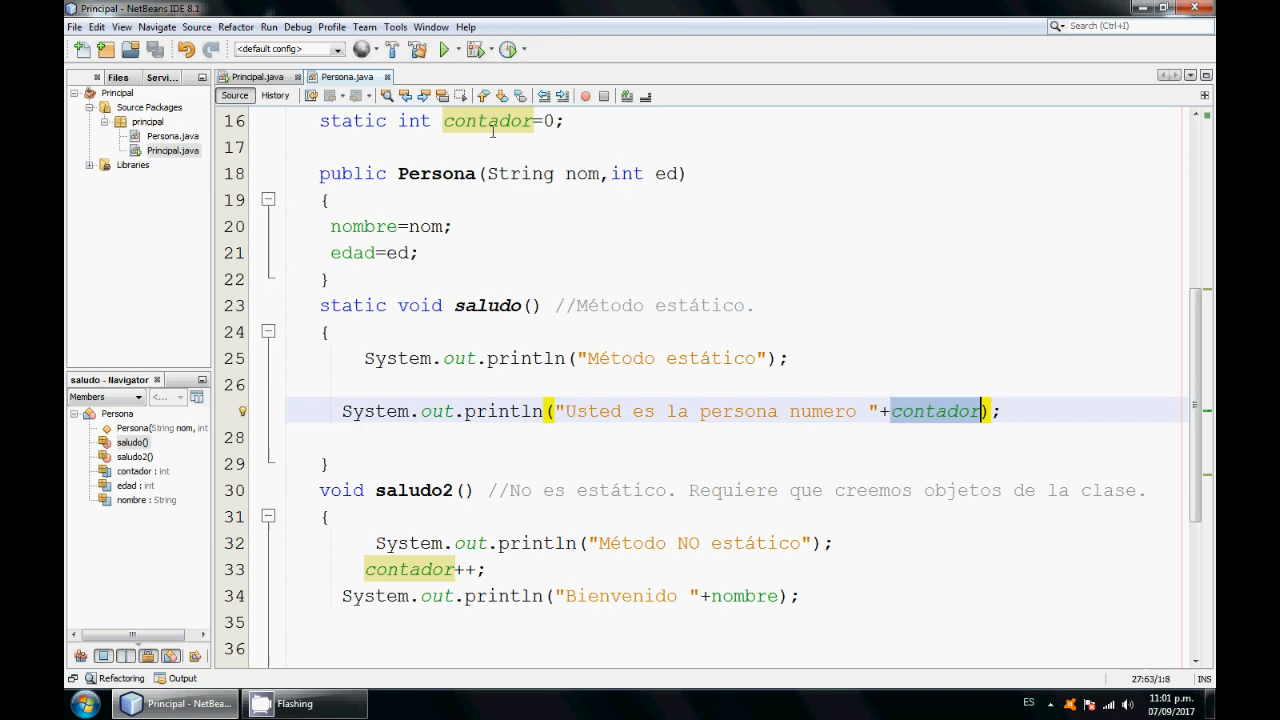 Principal - NetBeans IDE 8.1
File Edit View Navigate Source Refactor Run Debug Profile Team Tools Window Help
Search (Ctrl+I)
<default config>
Files Servi... Principal.java Persona.java
Source History
Principal
Source Packages
principal
Persona.java
Principal.java
Libraries
saludo - Navigator
Members <...
Persona
Persona(String nom, int
saludo()
saludo2()
contador : int
edad : int
nombre : String
16 static int contador=0;
17
18 public Persona(String nom,int ed)
19 {
20 nombre=nom;
21 edad=ed;
22 }
23 static void saludo() //Método estático.
24 {
25 System.out.println("Método estático");
26
System.out.println("Usted es la persona numero "+contador);
28
29 }
30 void saludo2() //No es estático. Requiere que creemos objetos de la clase.
31 {
32 System.out.println("Método NO estático");
33 contador++;
34 System.out.println("Bienvenido "+nombre);
35
36
Refactoring Output
27:63/1:8 INS
Principal - NetBea... Flashing
ES
11:01 p.m.
07/09/2017